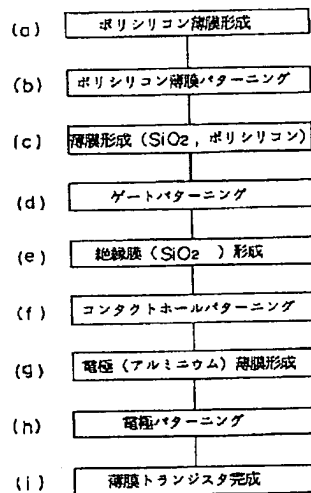 (a) ポリシリコン薄膜形成
(b) ポリシリコン薄膜パターニング
(c) 薄膜形成(SiO2,ポリシリコン)
(d) ゲートパターニング
(e) 絶縁膜(SiO2 )形成
(f) コンタクトホールパターニング
(g) 電極(アルミニウム)薄膜形成
(h) 電極パターニング
(i) 薄膜トランジスタ完成